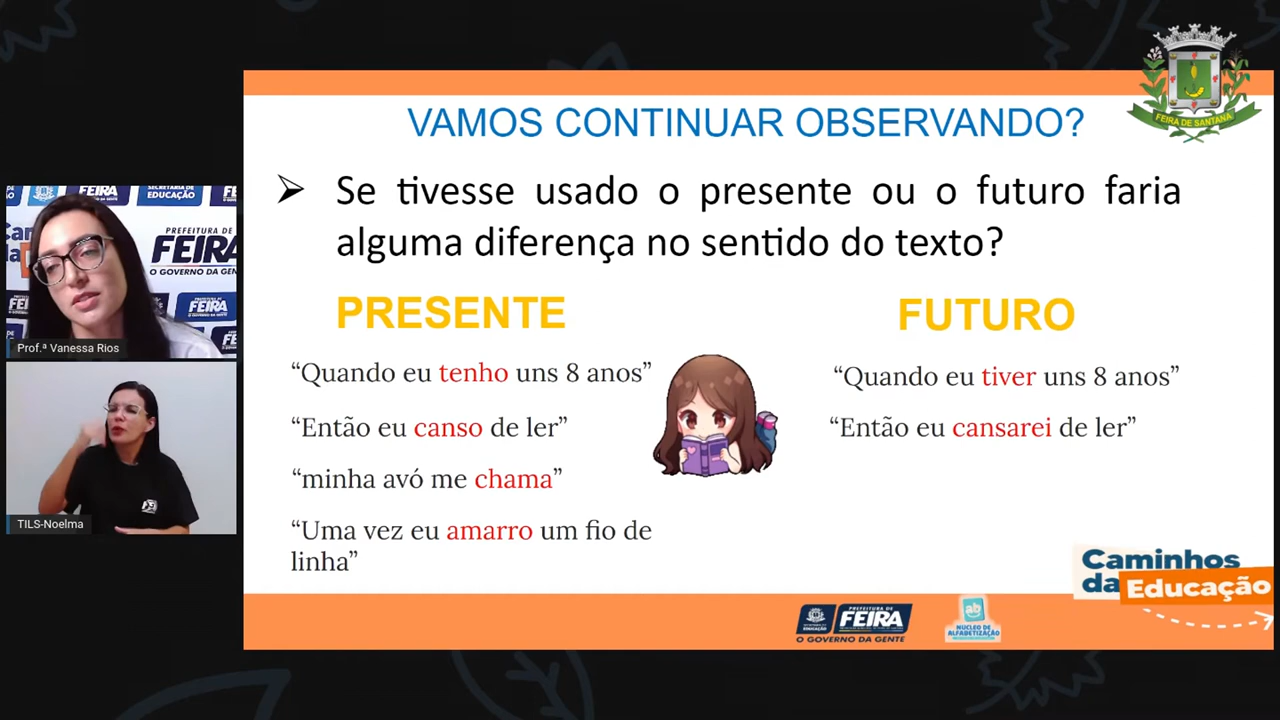 FEIRA DE SANTANA
VAMOS CONTINUAR OBSERVANDO?
➢ Se tivesse usado o presente ou o futuro faria
alguma diferença no sentido do texto?
PRESENTE
“Quando eu tenho uns 8 anos”
“Então eu canso de ler”
“minha avó me chama”
“Uma vez eu amarro um fio de
linha”
FUTURO
“Quando eu tiver uns 8 anos”
“Então eu cansarei de ler”
FEIRA
SECRETARIA DE
EDUCAÇÃO
PREFEITURA DE
FEIRA
O GOVERNO DA GENTE
FEIRA
Prof.ª Vanessa Rios
TILS-Noelma
Caminhos
da Educação
EDUCAÇÃO
PREFEITURA DE
FEIRA
O GOVERNO DA GENTE
ab
NÚCLEO DE
ALFABETIZAÇÃO